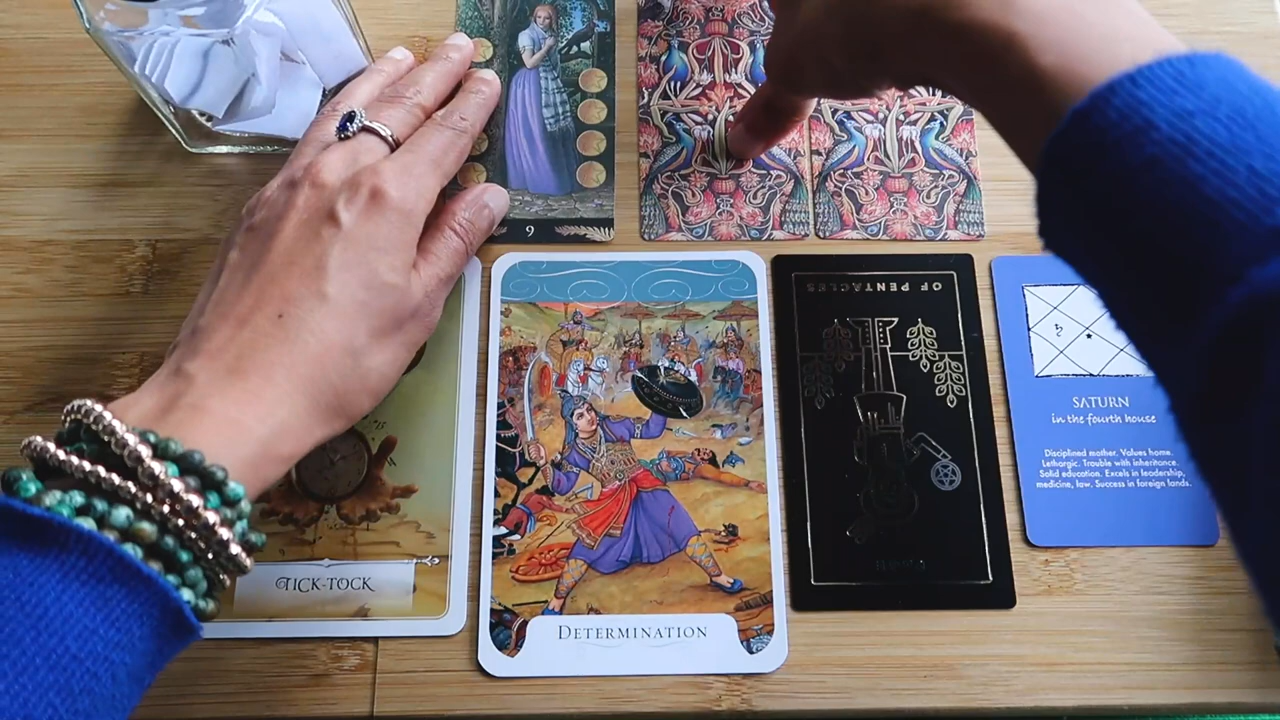 9
OF PENTACLES
SATURN
in the fourth house
Disciplined mother. Values home.
Lethargic. Trouble with inheritance.
Solid education. Excels in leadership,
medicine, law. Success in foreign lands.
TICK-TOCK
DETERMINATION